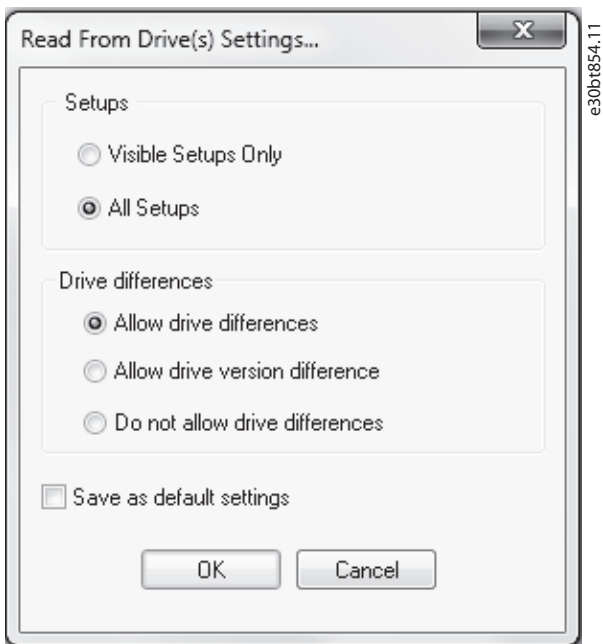 Read From Drive(s) Settings...
x
e30bt854.11
Setups
Visible Setups Only
All Setups
Drive differences
Allow drive differences
Allow drive version difference
Do not allow drive differences
Save as default settings
OK
Cancel